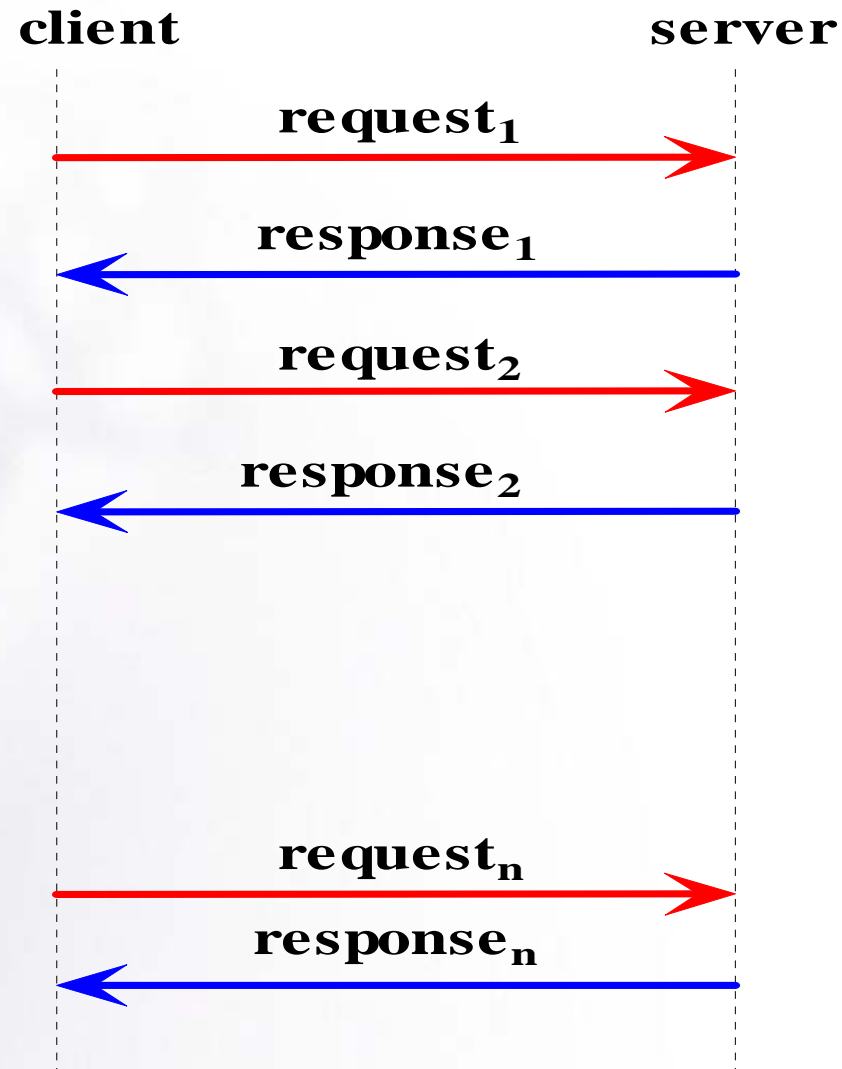 client server
request₁
response₁
request₂
response₂
requestₙ
responseₙ